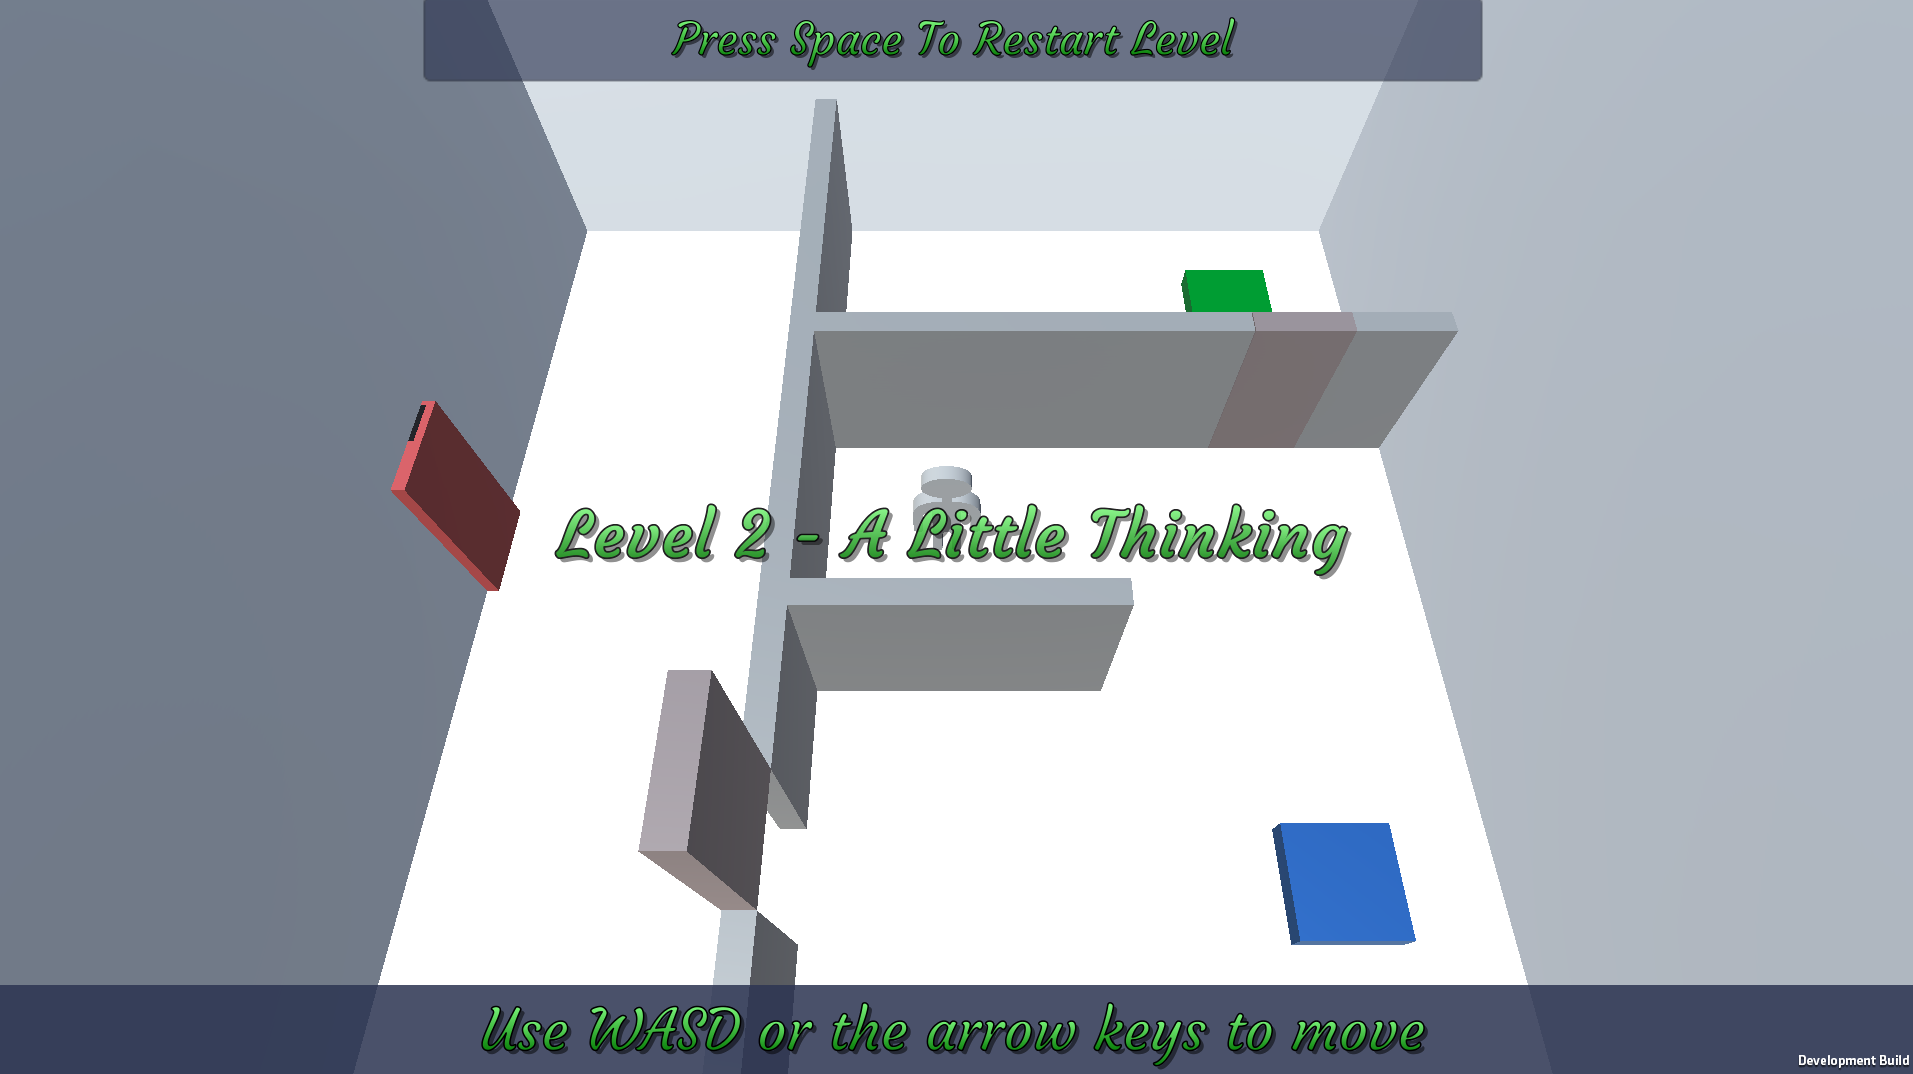 Press Space To Restart Level
Level 2 - A Little Thinking
Use WASD or the arrow keys to move
Development Build